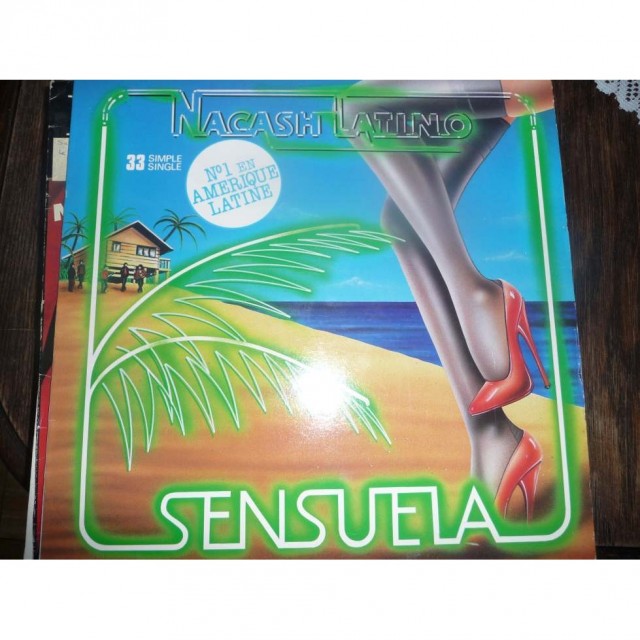 NACASH LATINO
33 SIMPLE
SINGLE
Nº1 EN
AMERIQUE
LATINE
SENSUELA